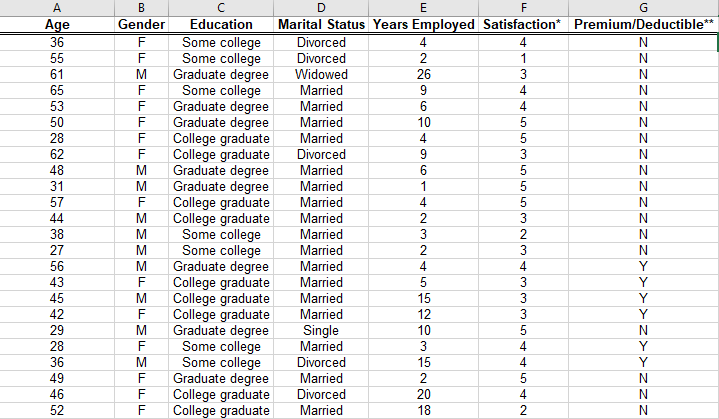 A B C D E F G
Age Gender Education Marital Status Years Employed Satisfaction* Premium/Deductible**
36 F Some college Divorced 4 4 N
55 F Some college Divorced 2 1 N
61 M Graduate degree Widowed 26 3 N
65 F Some college Married 9 4 N
53 F Graduate degree Married 6 4 N
50 F Graduate degree Married 10 5 N
28 F College graduate Married 4 5 N
62 F College graduate Divorced 9 3 N
48 M Graduate degree Married 6 5 N
31 M Graduate degree Married 1 5 N
57 F College graduate Married 4 5 N
44 M College graduate Married 2 3 N
38 M Some college Married 3 2 N
27 M Some college Married 2 3 N
56 M Graduate degree Married 4 4 Y
43 F College graduate Married 5 3 Y
45 M College graduate Married 15 3 Y
42 F College graduate Married 12 3 Y
29 M Graduate degree Single 10 5 N
28 F Some college Married 3 4 Y
36 M Some college Divorced 15 4 Y
49 F Graduate degree Married 2 5 N
46 F College graduate Divorced 20 4 N
52 F College graduate Married 18 2 N